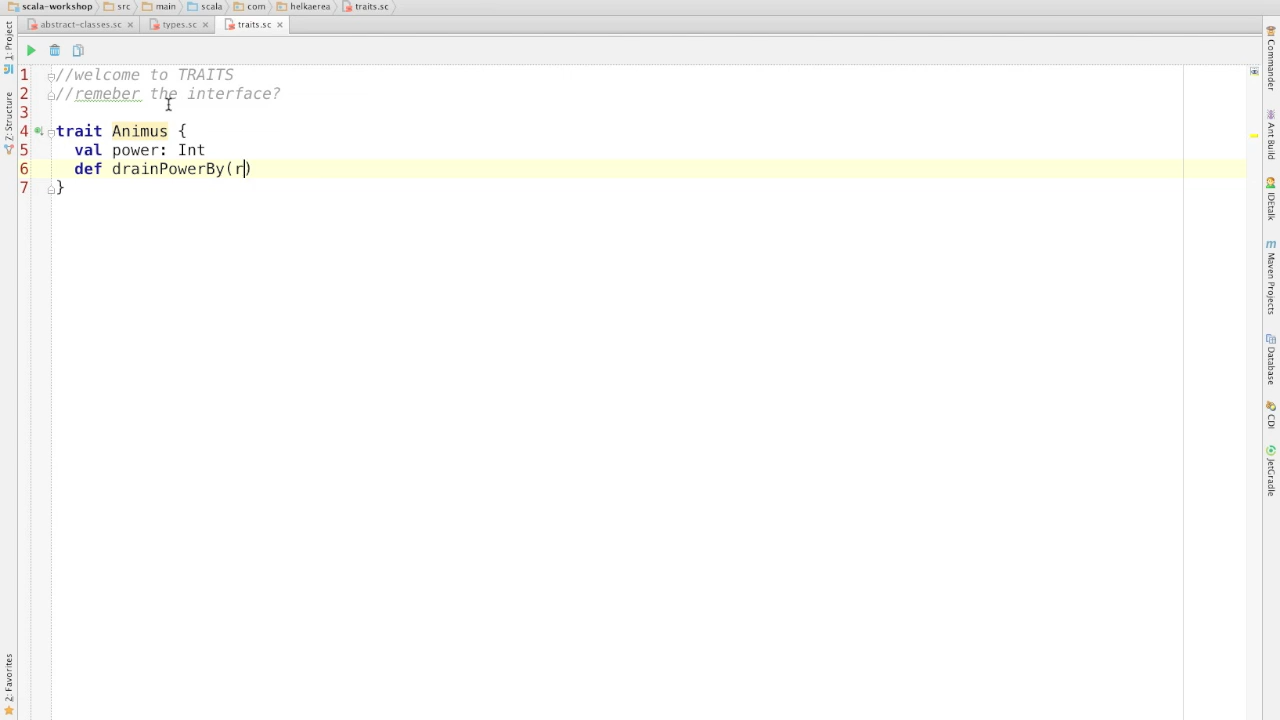 scala-workshop src main scala com helkaerea traits.sc
abstract-classes.sc types.sc traits.sc
1 //welcome to TRAITS
2 //remeber the interface?
3
4 trait Animus {
5 val power: Int
6 def drainPowerBy(r)
7 }
1: Project
7: Structure
2: Favorites
Commander
Ant Build
IDEtalk
m Maven Projects
Database
CDI
JetGradle